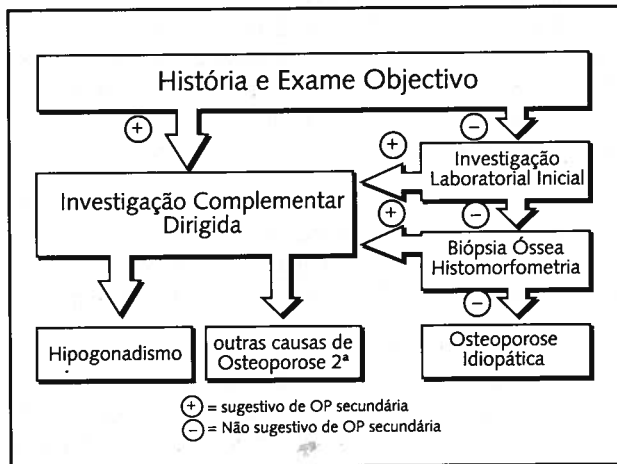 História e Exame Objectivo
+
−
+
Investigação
Laboratorial Inicial
Investigação Complementar
Dirigida
+
−
Biópsia Óssea
Histomorfometria
−
Hipogonadismo
outras causas de
Osteoporose 2ª
Osteoporose
Idiopática
+ = sugestivo de OP secundária
− = Não sugestivo de OP secundária